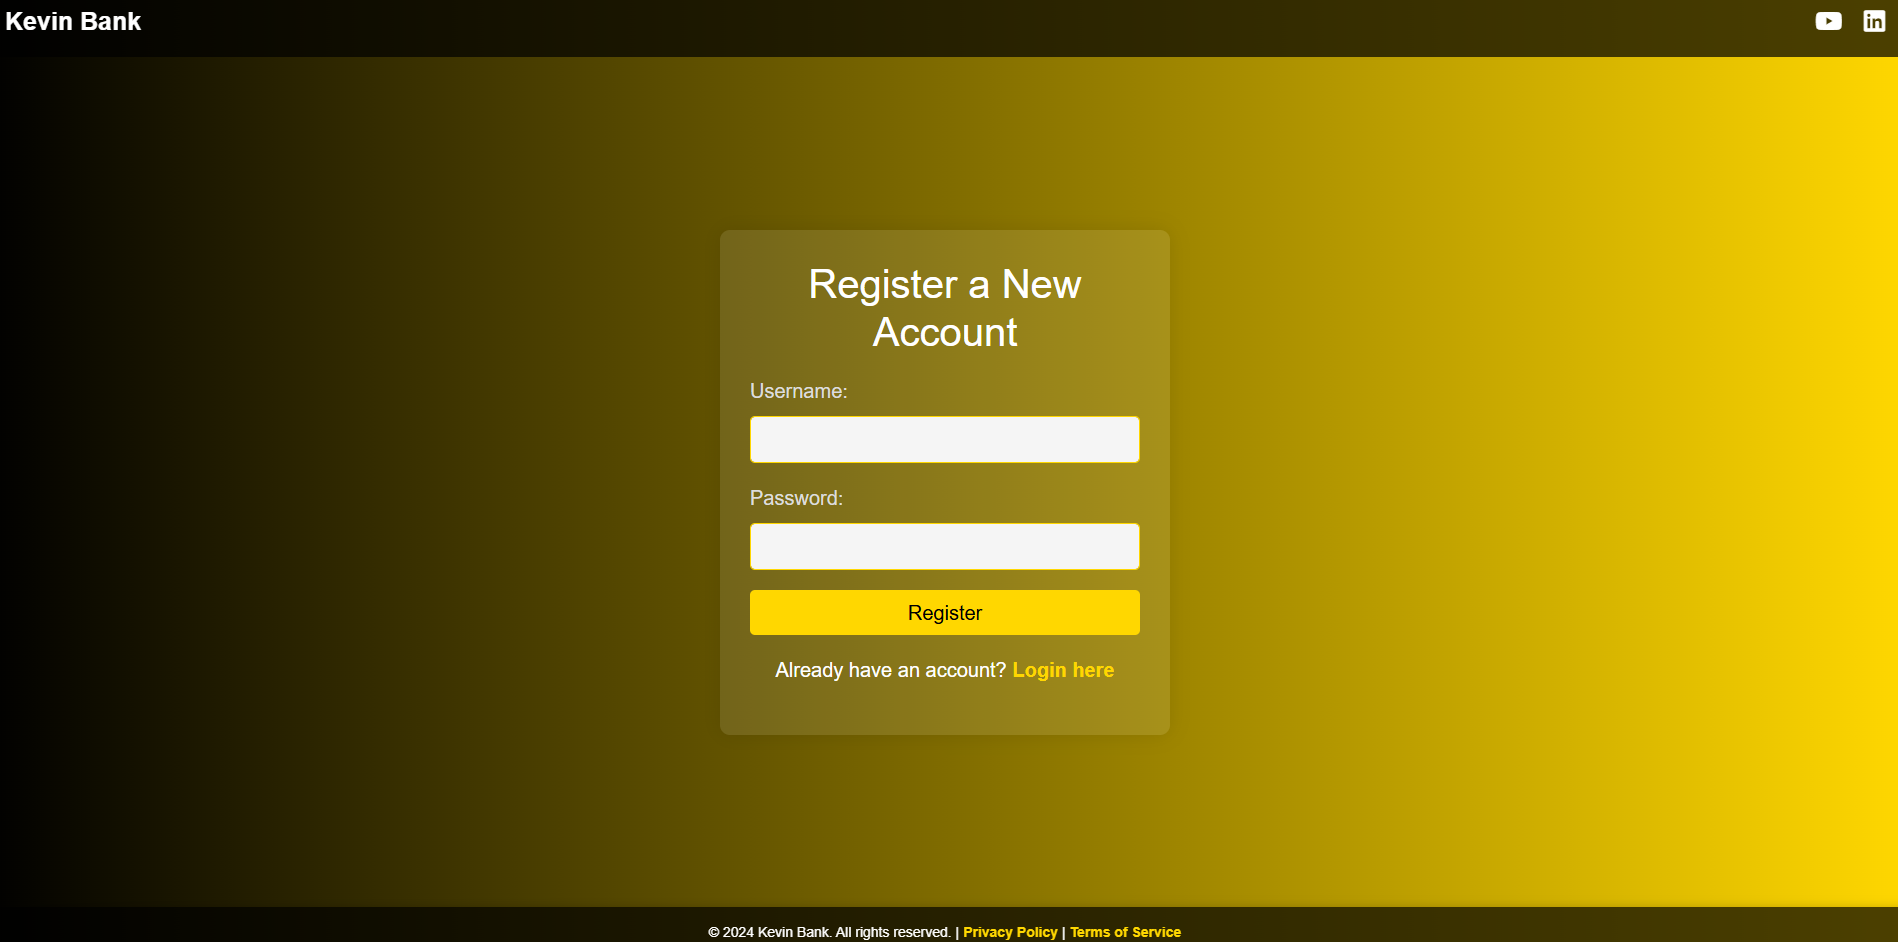 Kevin Bank
Register a New
Account
Username:
Password:
Register
Already have an account? Login here
© 2024 Kevin Bank. All rights reserved. | Privacy Policy | Terms of Service